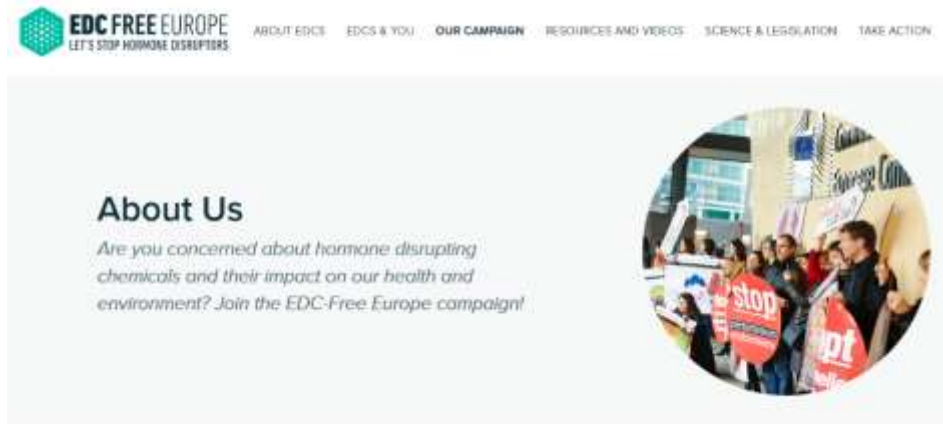 EDC FREE EUROPE
LET'S STOP HORMONE DISRUPTORS
ABOUT EDCS
EDCS & YOU
OUR CAMPAIGN
RESOURCES AND VIDEOS
SCIENCE & LEGISLATION
TAKE ACTION
About Us
Are you concerned about hormone disrupting
chemicals and their impact on our health and
environment? Join the EDC-Free Europe campaign!
stop